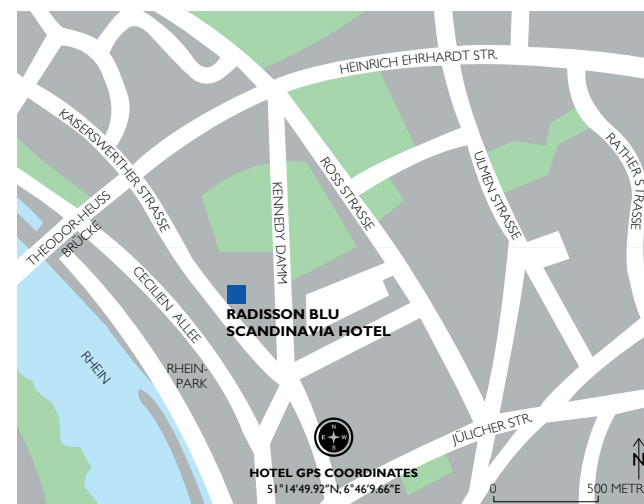 HEINRICH EHRHARDT STR.
KAISERSWERTHER STRASSE
ROSS STRASSE
ULMEN STRASSE
RATHER STRASSE
KENNEDY DAMM
THEODOR-HEUSS
BRÜCKE
CECILIEN ALLEE
RADISSON BLU
SCANDINAVIA HOTEL
RHEIN
RHEIN-
PARK
JÜLICHER STR.
N
E W
S
HOTEL GPS COORDINATES
51°14'49.92"N, 6°46'9.66"E
N
0 500 METR